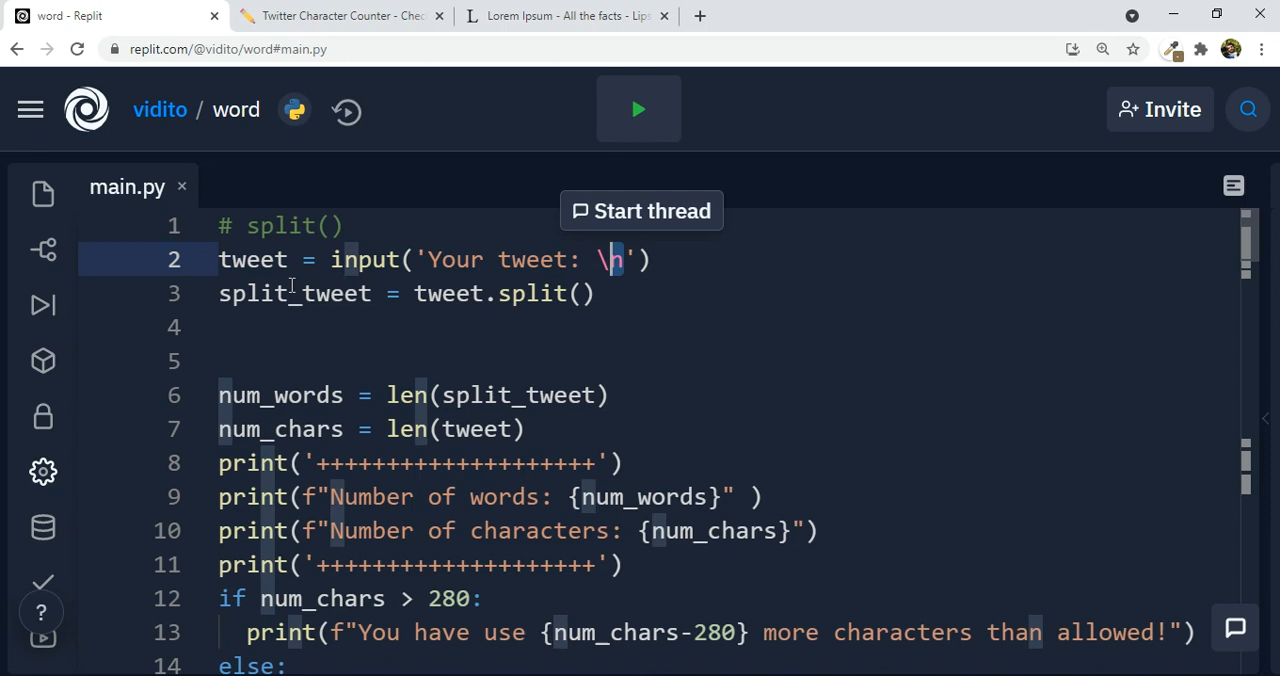 word - Replit
Twitter Character Counter - Chec
Lorem Ipsum - All the facts - Lips
replit.com/@vidito/word#main.py
vidito / word
Invite
main.py
Start thread
1 # split()
2 tweet = input('Your tweet: \n')
3 split_tweet = tweet.split()
4
5
6 num_words = len(split_tweet)
7 num_chars = len(tweet)
8 print('++++++++++++++++++++')
9 print(f"Number of words: {num_words}" )
10 print(f"Number of characters: {num_chars}")
11 print('++++++++++++++++++++')
12 if num_chars > 280:
13 print(f"You have use {num_chars-280} more characters than allowed!")
14 else: